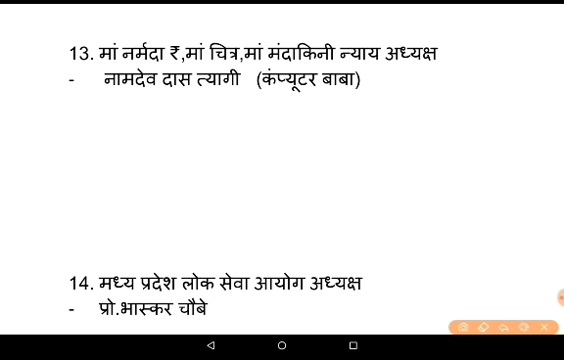 13. मां नर्मदा ₹,मां चित्र,मां मंदाकिनी न्याय अध्यक्ष
- नामदेव दास त्यागी (कंप्यूटर बाबा)
14. मध्य प्रदेश लोक सेवा आयोग अध्यक्ष
- प्रो.भास्कर चौबे